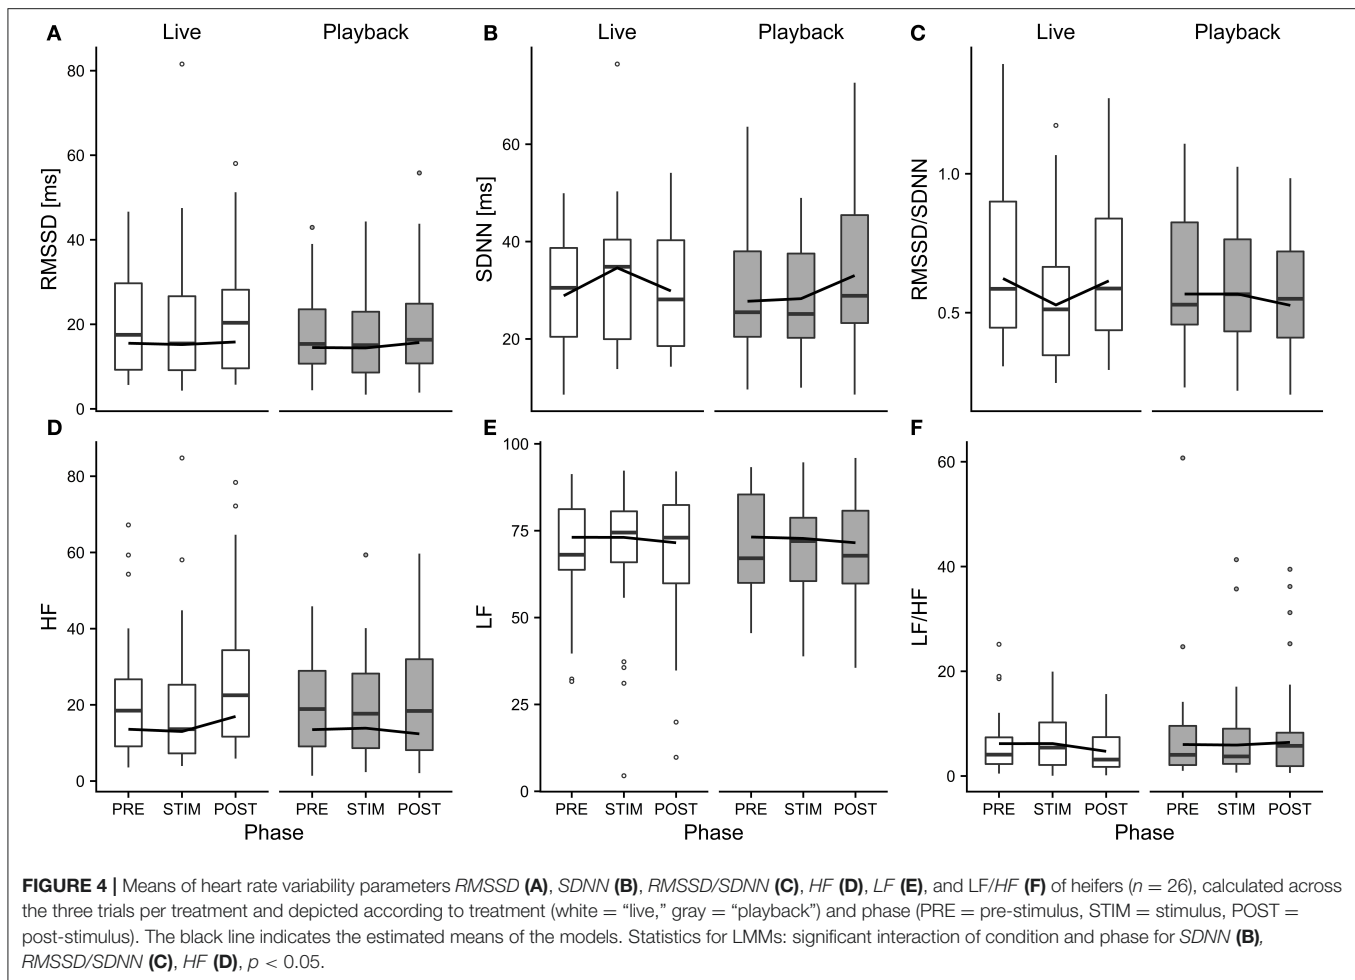 A Live Playback
B Live Playback
C Live Playback
RMSSD [ms]
80
60
40
20
0
SDNN [ms]
60
40
20
RMSSD/SDNN
1.0
0.5
D
HF
80
60
40
20
0
PRE STIM POST PRE STIM POST
Phase
E
LF
100
75
50
25
0
PRE STIM POST PRE STIM POST
Phase
F
LF/HF
60
40
20
0
PRE STIM POST PRE STIM POST
Phase
FIGURE 4 | Means of heart rate variability parameters RMSSD (A), SDNN (B), RMSSD/SDNN (C), HF (D), LF (E), and LF/HF (F) of heifers (n = 26), calculated across
the three trials per treatment and depicted according to treatment (white = “live,” gray = “playback”) and phase (PRE = pre-stimulus, STIM = stimulus, POST =
post-stimulus). The black line indicates the estimated means of the models. Statistics for LMMs: significant interaction of condition and phase for SDNN (B),
RMSSD/SDNN (C), HF (D), p < 0.05.